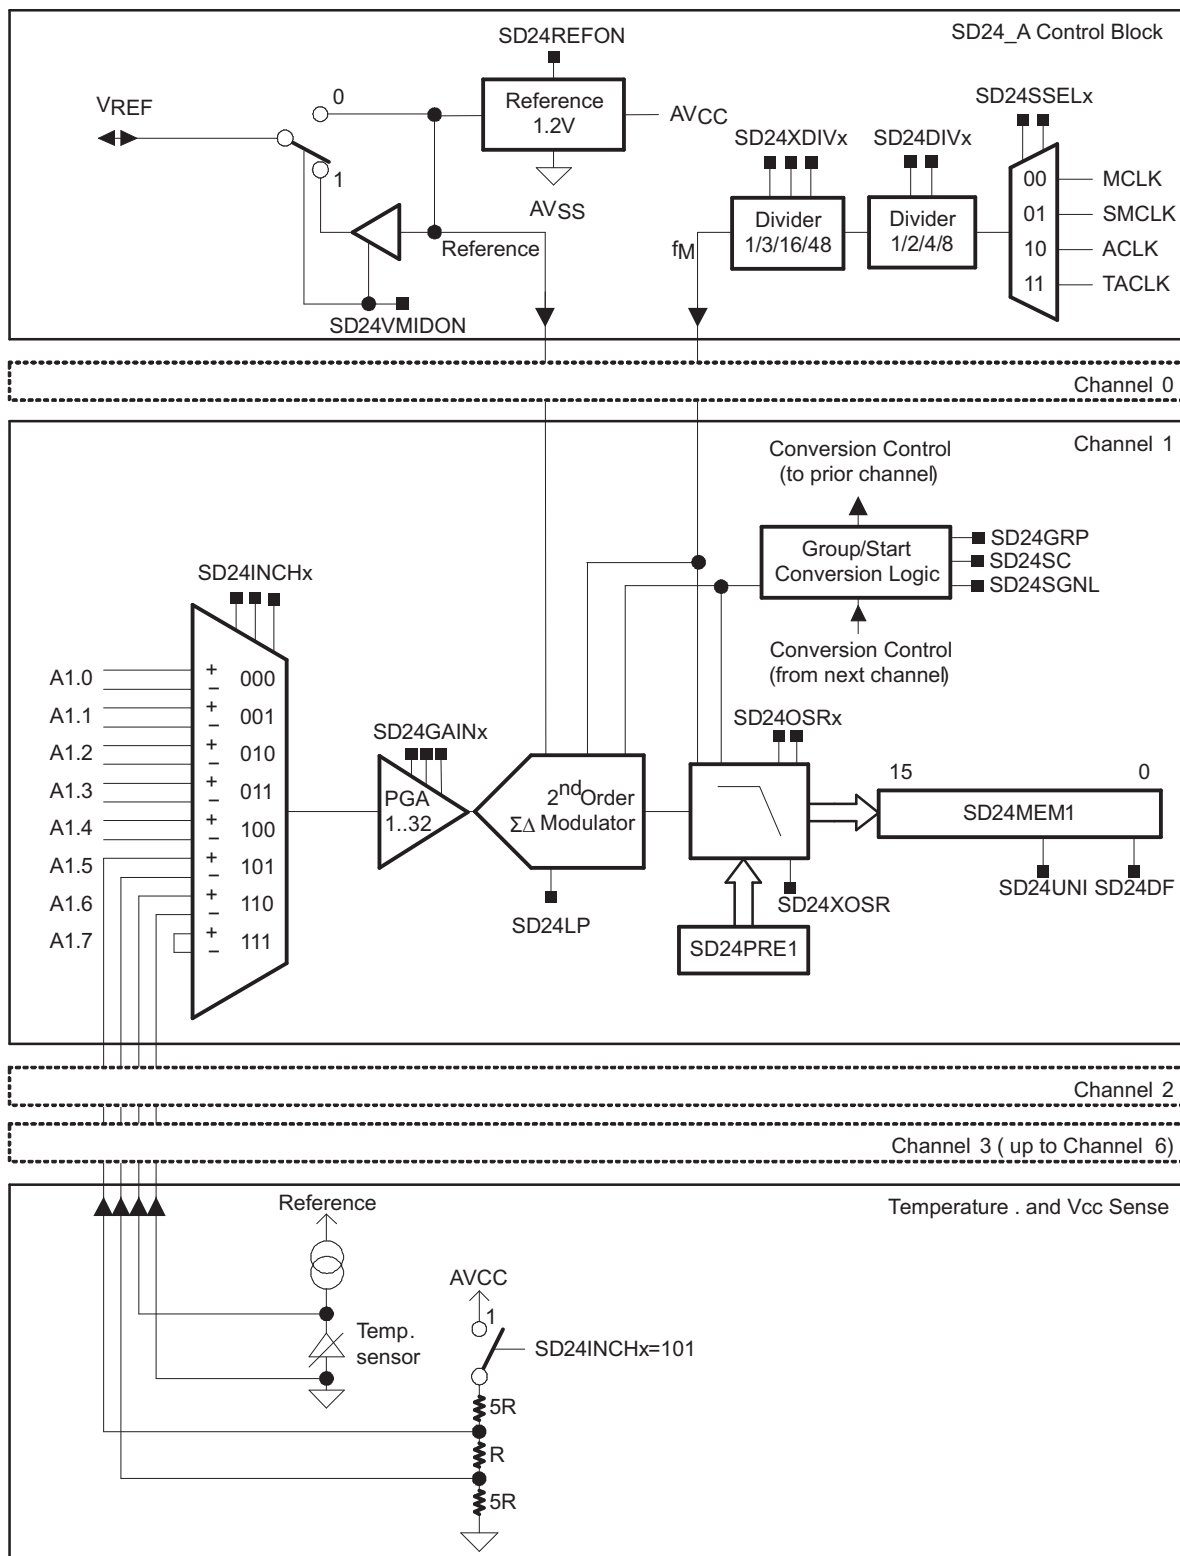 SD24_A Control Block
SD24REFON
VREF
0
1
Reference
1.2V
AVCC
AVSS
Reference
SD24VMIDON
SD24SSELx
SD24XDIVx
SD24DIVx
Divider
1/3/16/48
Divider
1/2/4/8
fM
00
01
10
11
MCLK
SMCLK
ACLK
TACLK
Channel 0
Channel 1
Conversion Control
(to prior channel)
Group/Start
Conversion Logic
SD24GRP
SD24SC
SD24SGNL
Conversion Control
(from next channel)
SD24INCHx
A1.0
+
−
000
A1.1
+
−
001
A1.2
+
−
010
A1.3
+
−
011
A1.4
+
−
100
A1.5
+
−
101
A1.6
+
−
110
A1.7
+
−
111
SD24GAINx
PGA
1..32
2nd Order
ΣΔ Modulator
SD24LP
SD24OSRx
SD24XOSR
SD24PRE1
15
0
SD24MEM1
SD24UNI
SD24DF
Channel 2
Channel 3 ( up to Channel 6)
Temperature . and Vcc Sense
Reference
Temp.
sensor
AVCC
1
SD24INCHx=101
5R
R
5R